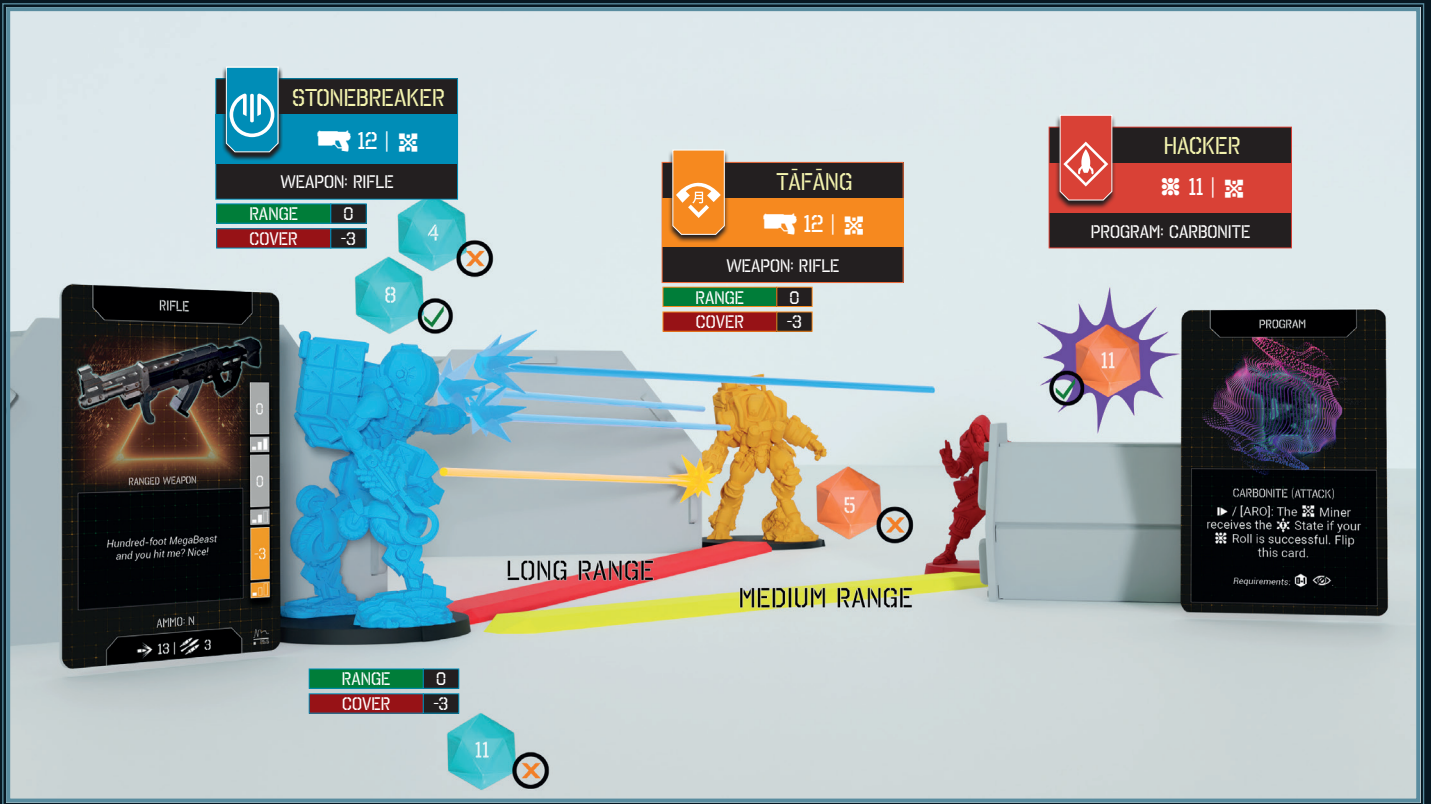 STONEBREAKER
12 |
WEAPON: RIFLE
RANGE 0
COVER -3
4
8
TĀFĀNG
月
12 |
WEAPON: RIFLE
RANGE 0
COVER -3
5
HACKER
11 |
PROGRAM: CARBONITE
11
RIFLE
0
0
-3
RANGED WEAPON
Hundred-foot MegaBeast
and you hit me? Nice!
AMMO: N
13 | 3
LONG RANGE
MEDIUM RANGE
PROGRAM
CARBONITE (ATTACK)
/ [ARO]: The Miner
receives the State if your
Roll is successful. Flip
this card.
Requirements:
RANGE 0
COVER -3
11